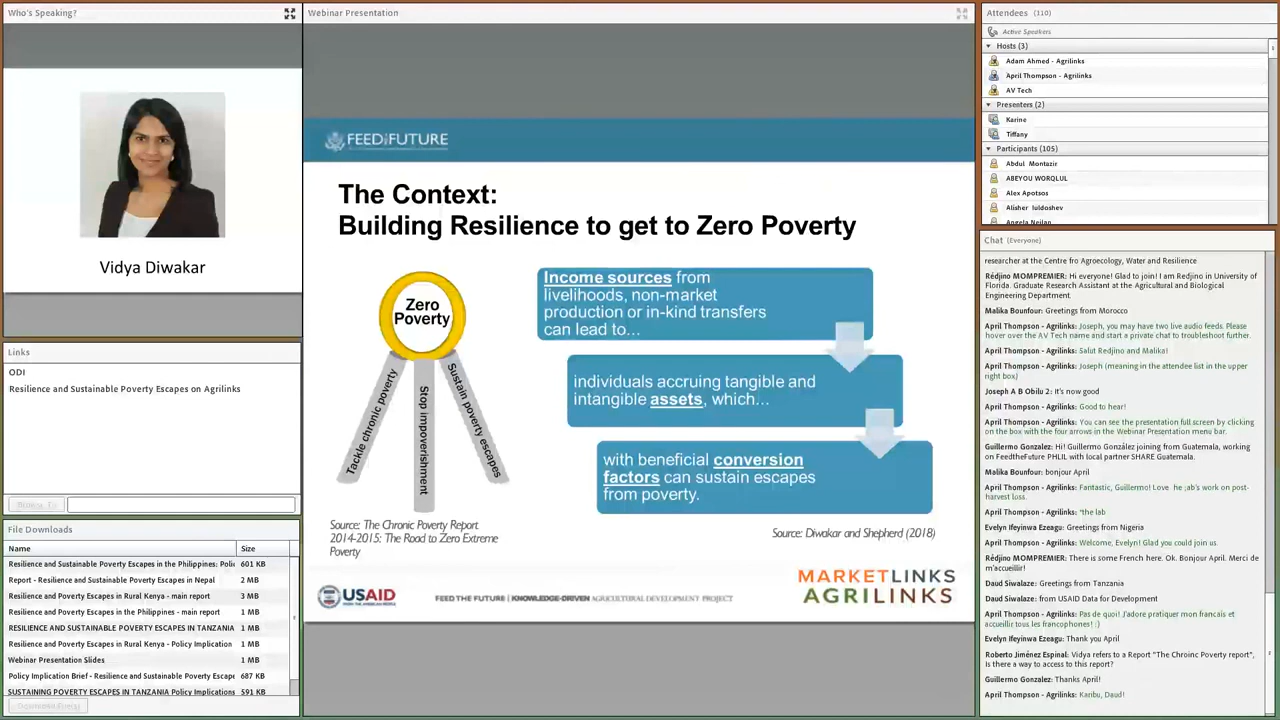 Who's Speaking?
Vidya Diwakar
Links
ODI
Resilience and Sustainable Poverty Escapes on Agrilinks
File Downloads
Name
Size
Resilience and Sustainable Poverty Escapes in the Philippines: Polic
601 KB
Report - Resilience and Sustainable Poverty Escapes in Nepal
2 MB
Resilience and Poverty Escapes in Rural Kenya - main report
3 MB
Resilience and Poverty Escapes in the Philippines - main report
1 MB
RESILIENCE AND SUSTAINABLE POVERTY ESCAPES IN TANZANIA
1 MB
Resilience and Poverty Escapes in Rural Kenya - Policy Implication
1 MB
Webinar Presentation Slides
1 MB
Policy Implication Brief - Resilience and Sustainable Poverty Escape
687 KB
SUSTAINING POVERTY ESCAPES IN TANZANIA Policy Implications
591 KB
Webinar Presentation
FEED THE FUTURE
The Context:
Building Resilience to get to Zero Poverty
Zero
Poverty
Tackle chronic poverty
Stop impoverishment
Sustain poverty escapes
Source: The Chronic Poverty Report
2014-2015: The Road to Zero Extreme
Poverty
Income sources from
livelihoods, non-market
production or in-kind transfers
can lead to...
individuals accruing tangible and
intangible assets, which...
with beneficial conversion
factors can sustain escapes
from poverty.
Source: Diwakar and Shepherd (2018)
USAID
FROM THE AMERICAN PEOPLE
FEED THE FUTURE | KNOWLEDGE-DRIVEN AGRICULTURAL DEVELOPMENT PROJECT
MARKETLINKS
AGRILINKS
Attendees (110)
Active Speakers
Hosts (3)
Adam Ahmed - Agrilinks
April Thompson - Agrilinks
AV Tech
Presenters (2)
Karine
Tiffany
Participants (105)
Abdul Montazir
ABEYOU WORQLUL
Alex Apotsos
Alisher Iuldoshev
Angela Neilan
Chat (Everyone)
researcher at the Centre fro Agroecology, Water and Resilience
Rédjino MOMPREMIER: Hi everyone! Glad to join! I am Redjino in University of
Florida. Graduate Research Assistant at the Agricultural and Biological
Engineering Department.
Malika Bounfour: Greetings from Morocco
April Thompson - Agrilinks: Joseph, you may have two live audio feeds. Please
hover over the AV Tech name and start a private chat to troubleshoot further.
April Thompson - Agrilinks: Salut Redjino and Malika!
April Thompson - Agrilinks: Joseph (meaning in the attendee list in the upper
right box)
Joseph A B Obilu 2: It's now good
April Thompson - Agrilinks: Good to hear!
April Thompson - Agrilinks: You can see the presentation full screen by clicking
on the box with the four arrows in the Webinar Presentation menu bar.
Guillermo Gonzalez: Hi! Guillermo González joining from Guatemala, working
on FeedtheFuture PHLIL with local partner SHARE Guatemala.
Malika Bounfour: bonjour April
April Thompson - Agrilinks: Fantastic, Guillermo! Love he ;ab's work on post-
harvest loss.
April Thompson - Agrilinks: *the lab
Evelyn Ifeyinwa Ezeagu: Greetings from Nigeria
April Thompson - Agrilinks: Welcome, Evelyn! Glad you could join us.
Rédjino MOMPREMIER: There is some French here. Ok. Bonjour April. Merci de
m'accueillir!
Daud Siwalaze: Greetings from Tanzania
Daud Siwalaze: from USAID Data for Development
April Thompson - Agrilinks: Pas de quoi! J'adore pratiquer mon francais et
accueillir tous les francophones! :)
Evelyn Ifeyinwa Ezeagu: Thank you April
Roberto Jiménez Espinal: Vidya refers to a Report "The Chroinc Poverty report",
Is there a way to access to this report?
Guillermo Gonzalez: Thanks April!
April Thompson - Agrilinks: Karibu, Daud!